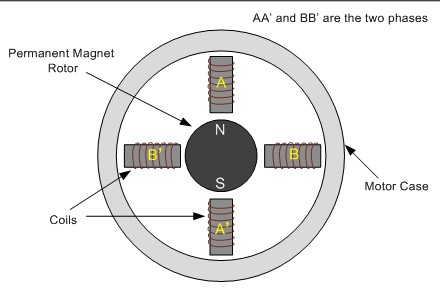 AA' and BB' are the two phases
Permanent Magnet
Rotor
A
N
B'
B
S
Motor Case
Coils
A'